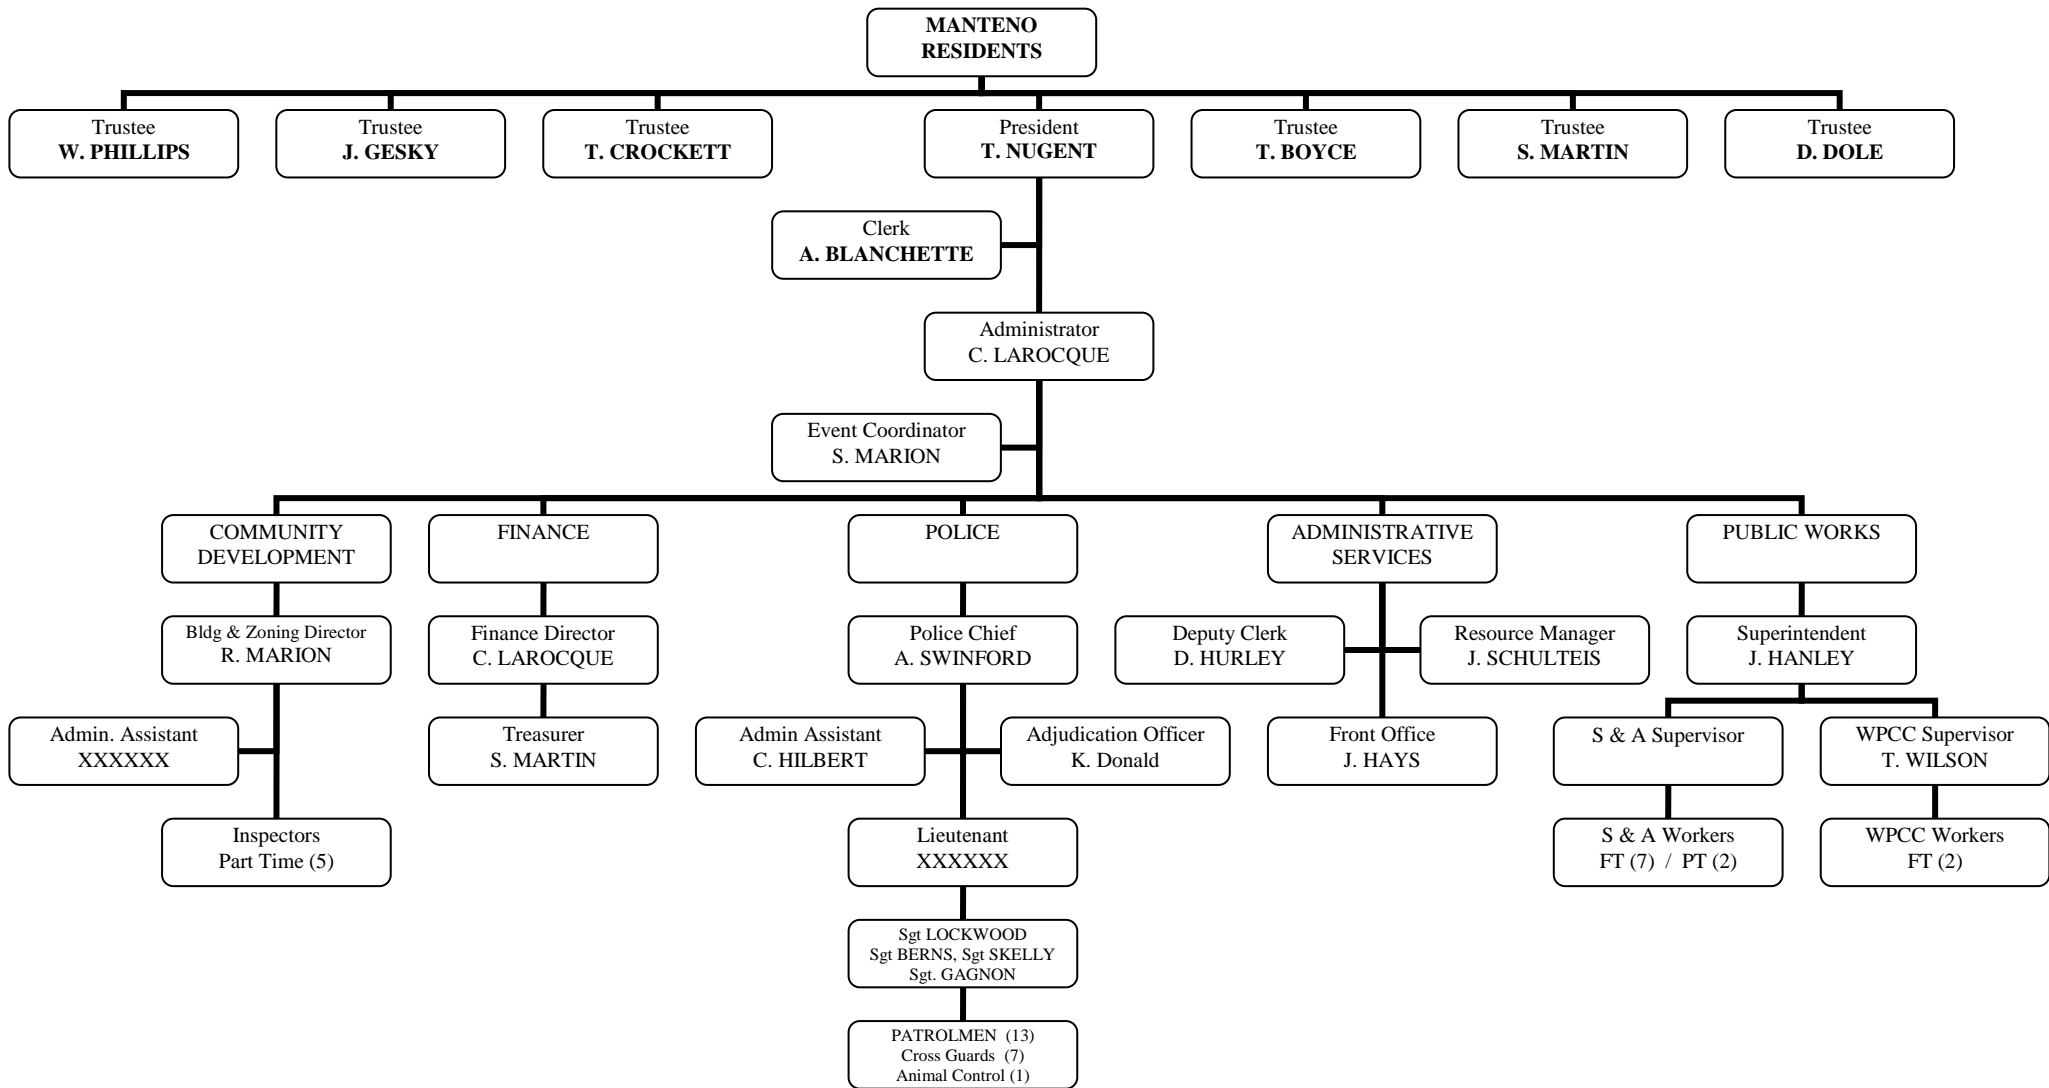 MANTENO
RESIDENTS
Trustee
W. PHILLIPS
Trustee
J. GESKY
Trustee
T. CROCKETT
President
T. NUGENT
Trustee
T. BOYCE
Trustee
S. MARTIN
Trustee
D. DOLE
Clerk
A. BLANCHETTE
Administrator
C. LAROCQUE
Event Coordinator
S. MARION
COMMUNITY
DEVELOPMENT
FINANCE
POLICE
ADMINISTRATIVE
SERVICES
PUBLIC WORKS
Bldg & Zoning Director
R. MARION
Finance Director
C. LAROCQUE
Police Chief
A. SWINFORD
Deputy Clerk
D. HURLEY
Resource Manager
J. SCHULTEIS
Superintendent
J. HANLEY
Admin. Assistant
XXXXXX
Treasurer
S. MARTIN
Admin Assistant
C. HILBERT
Adjudication Officer
K. Donald
Front Office
J. HAYS
S & A Supervisor
WPCC Supervisor
T. WILSON
Inspectors
Part Time (5)
Lieutenant
XXXXXX
S & A Workers
FT (7) / PT (2)
WPCC Workers
FT (2)
Sgt LOCKWOOD
Sgt BERNS, Sgt SKELLY
Sgt. GAGNON
PATROLMEN (13)
Cross Guards (7)
Animal Control (1)